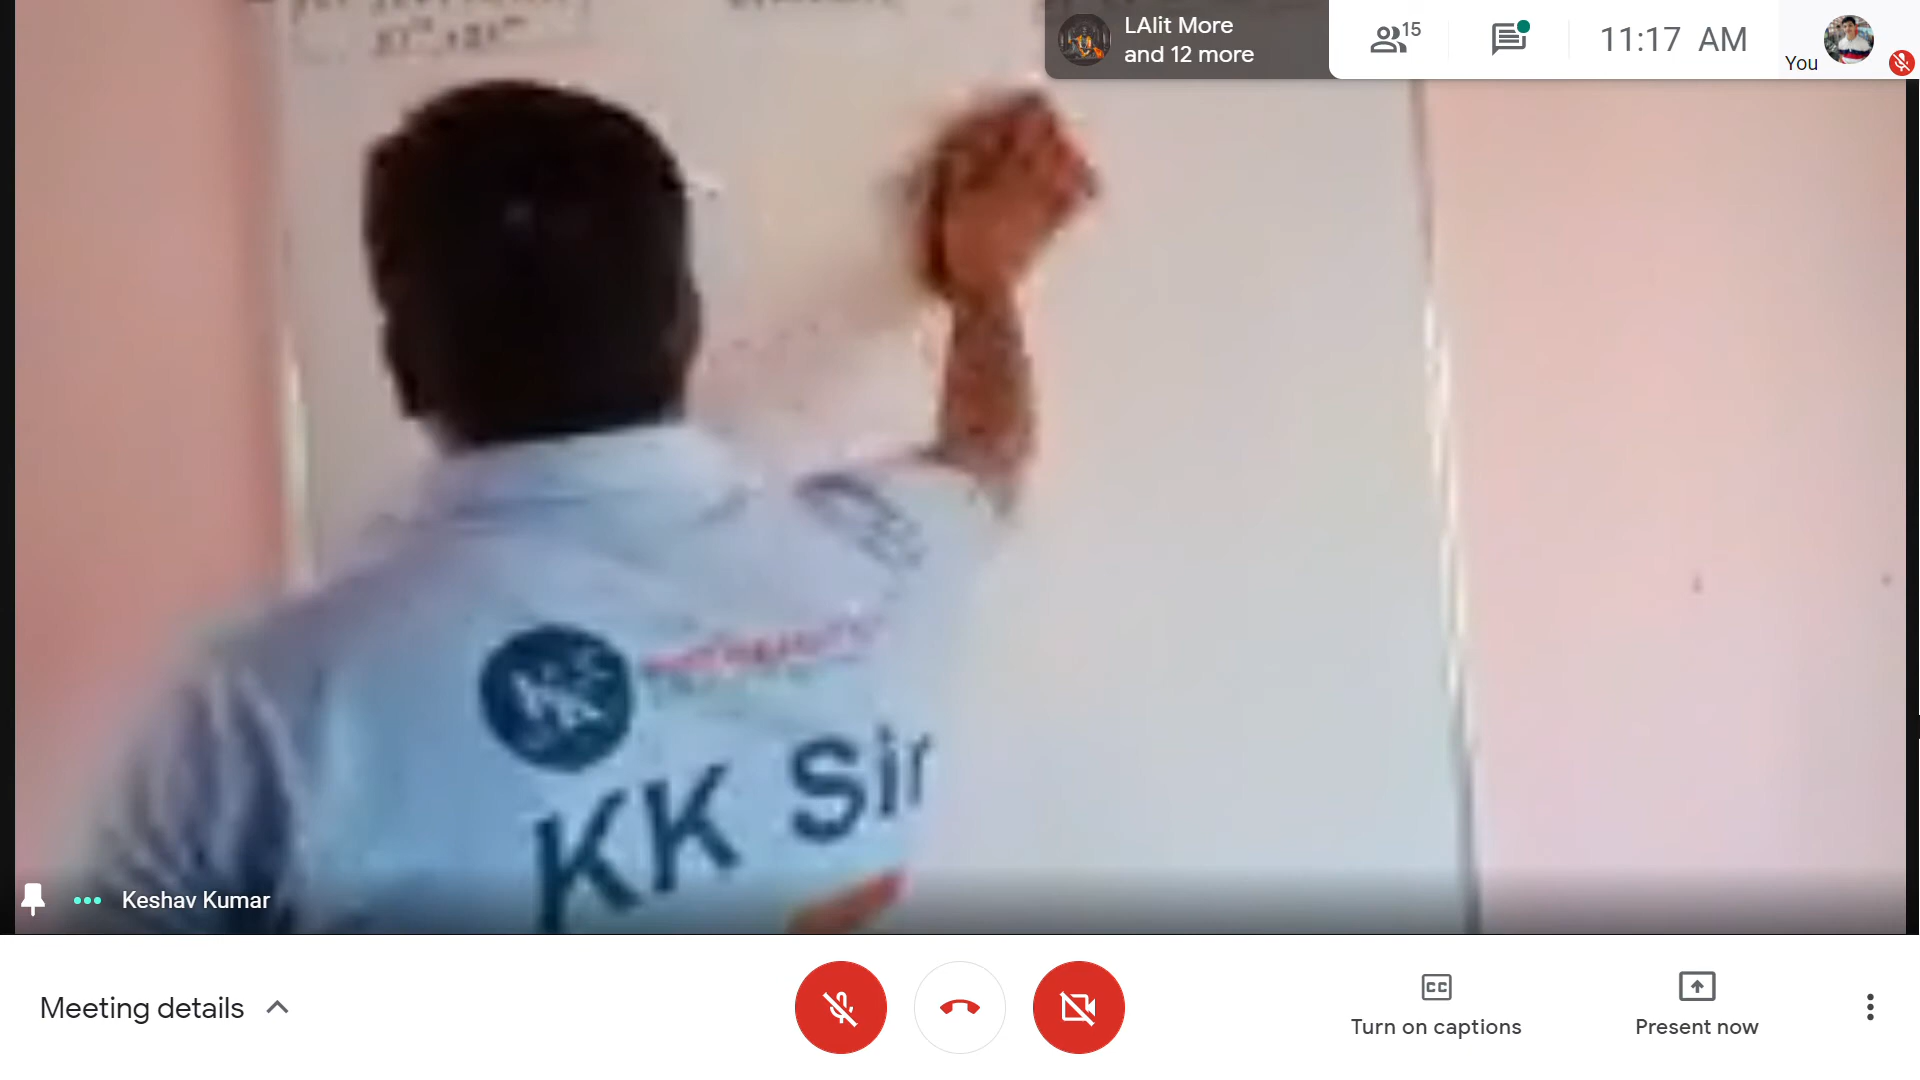 LAlit More
and 12 more
15
11:17 AM
You
KK Sir
Keshav Kumar
Meeting details
CC
Turn on captions
Present now